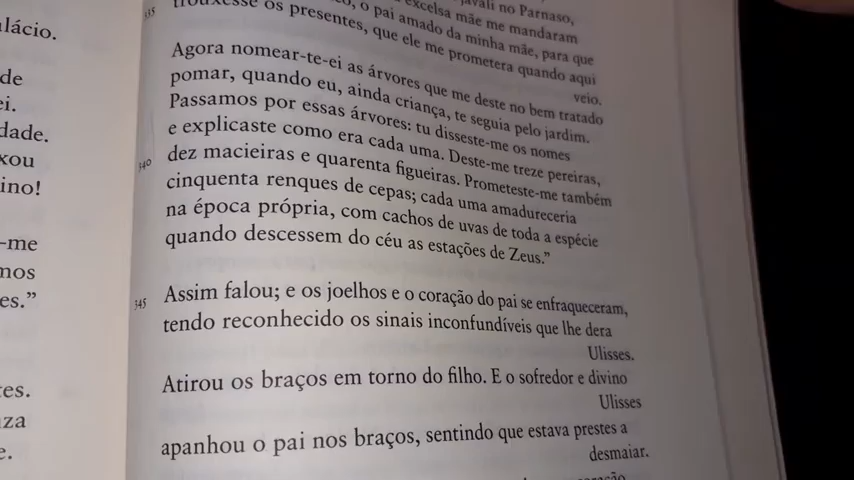 lácio.
de
ei.
dade.
xou
ino!
-me
mos
es.”
tes.
za
e.
javali no Parnaso,
excelsa mãe me mandaram
o pai amado da minha mãe, para que
335
trouxesse os presentes, que ele me prometera quando aqui
veio.
Agora nomear-te-ei as árvores que me deste no bem tratado
pomar, quando eu, ainda criança, te seguia pelo jardim.
Passamos por essas árvores: tu disseste-me os nomes
e explicaste como era cada uma. Deste-me treze pereiras,
340
dez macieiras e quarenta figueiras. Prometeste-me também
cinquenta renques de cepas; cada uma amadureceria
na época própria, com cachos de uvas de toda a espécie
quando descessem do céu as estações de Zeus.”
345
Assim falou; e os joelhos e o coração do pai se enfraqueceram,
tendo reconhecido os sinais inconfundíveis que lhe dera
Ulisses.
Atirou os braços em torno do filho. E o sofredor e divino
Ulisses
apanhou o pai nos braços, sentindo que estava prestes a
desmaiar.
coração